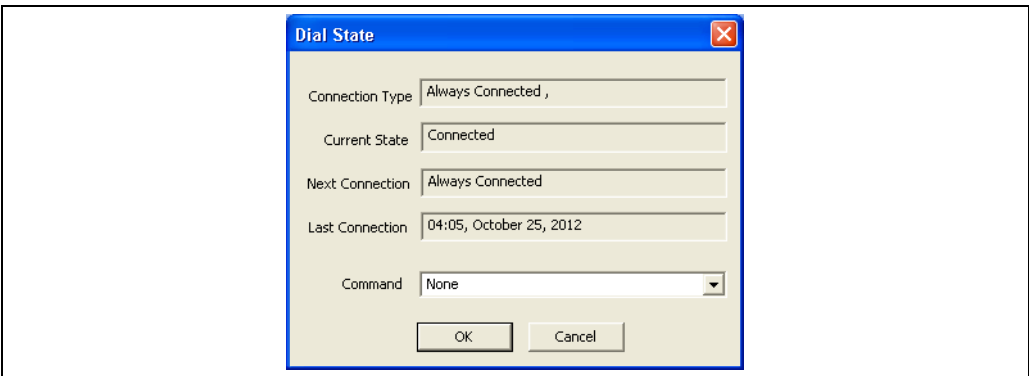 Dial State
Connection Type Always Connected ,
Current State Connected
Next Connection Always Connected
Last Connection 04:05, October 25, 2012
Command None
OK Cancel